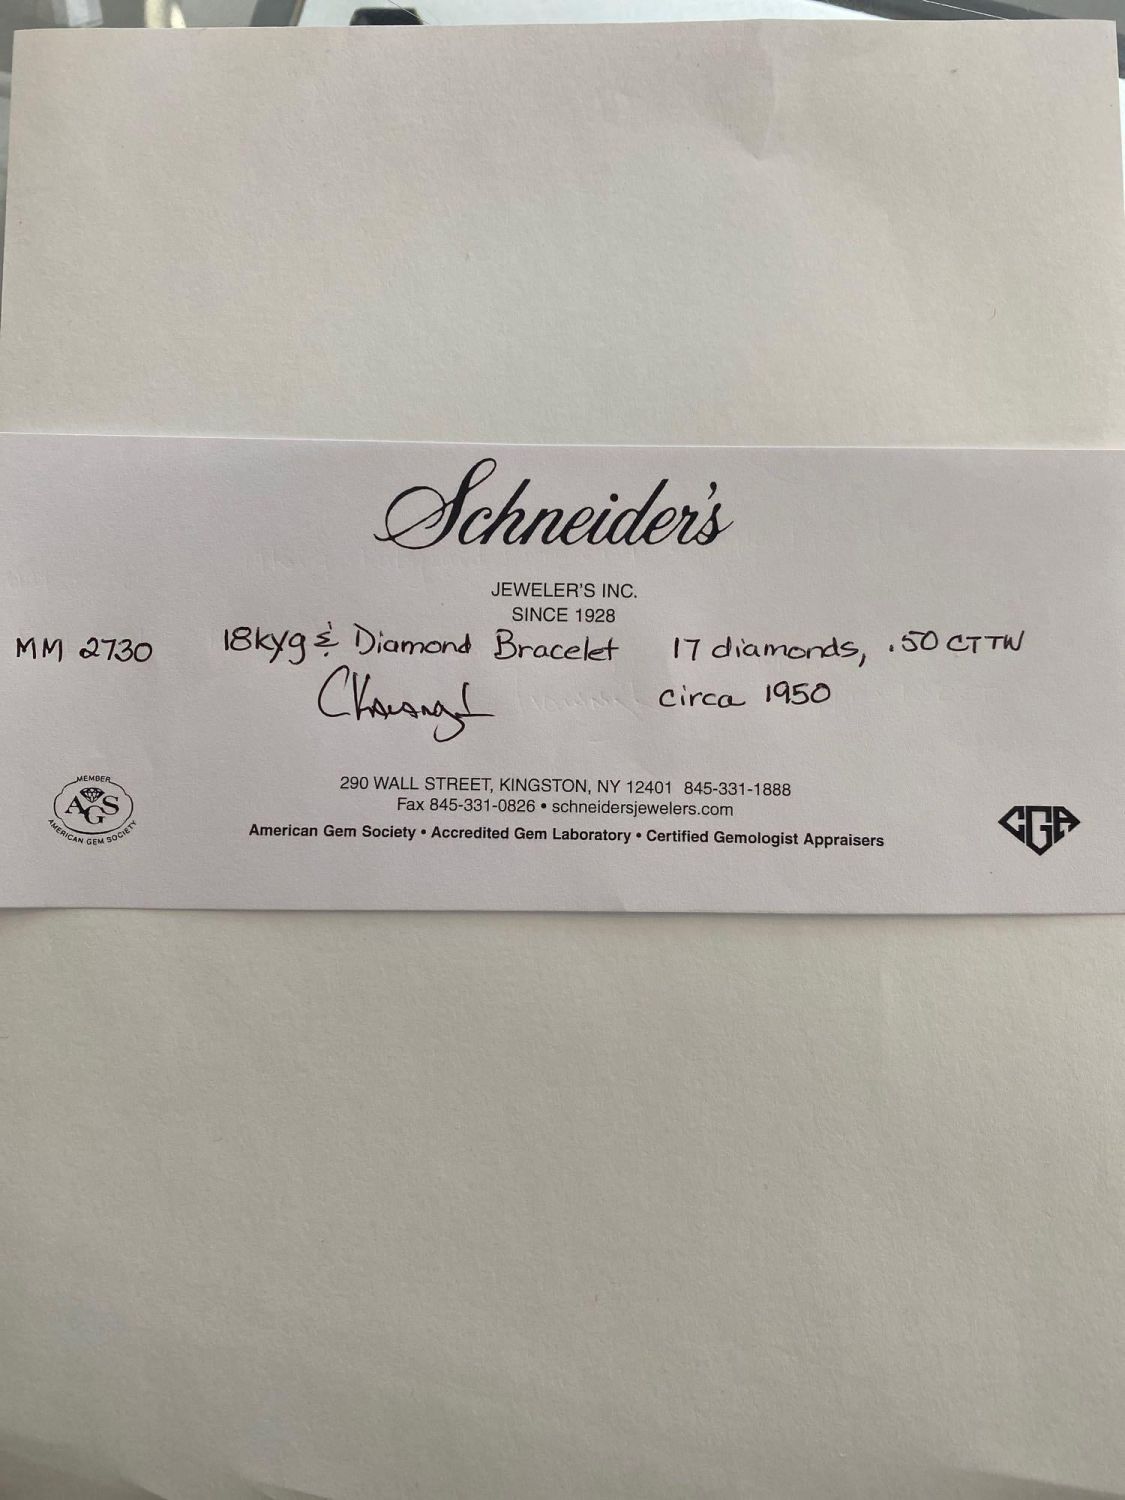 Schneider's
JEWELER'S INC.
SINCE 1928
MM 2730 18kyg & Diamond Bracelet 17 diamonds, .50 CTTW
circa 1950
290 WALL STREET, KINGSTON, NY 12401 845-331-1888
Fax 845-331-0826 • schneidersjewelers.com
American Gem Society • Accredited Gem Laboratory • Certified Gemologist Appraisers
MEMBER
AGS
AMERICAN GEM SOCIETY
CGA